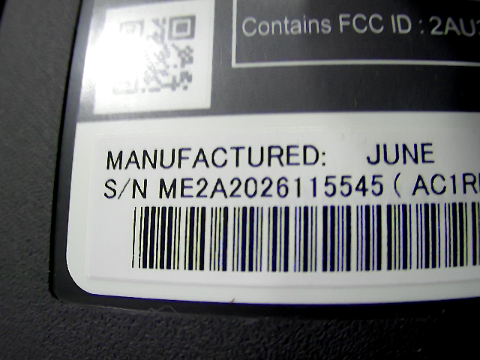 Contains FCC ID : 2AU
MANUFACTURED: JUNE
S/N ME2A2026115545 ( AC1R